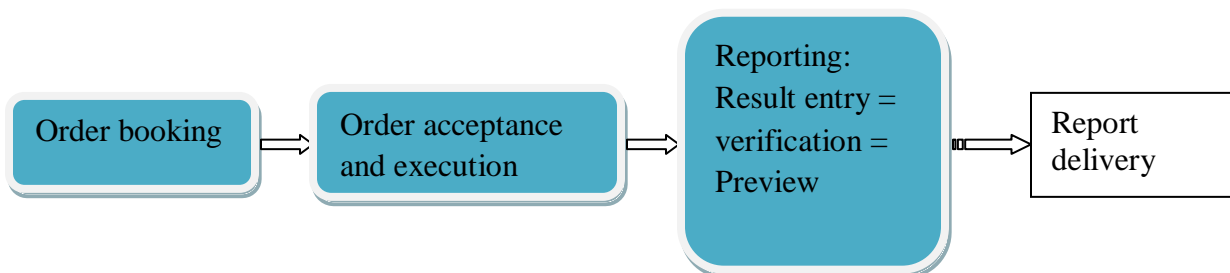 Order booking
Order acceptance
and execution
Reporting:
Result entry =
verification =
Preview
Report
delivery